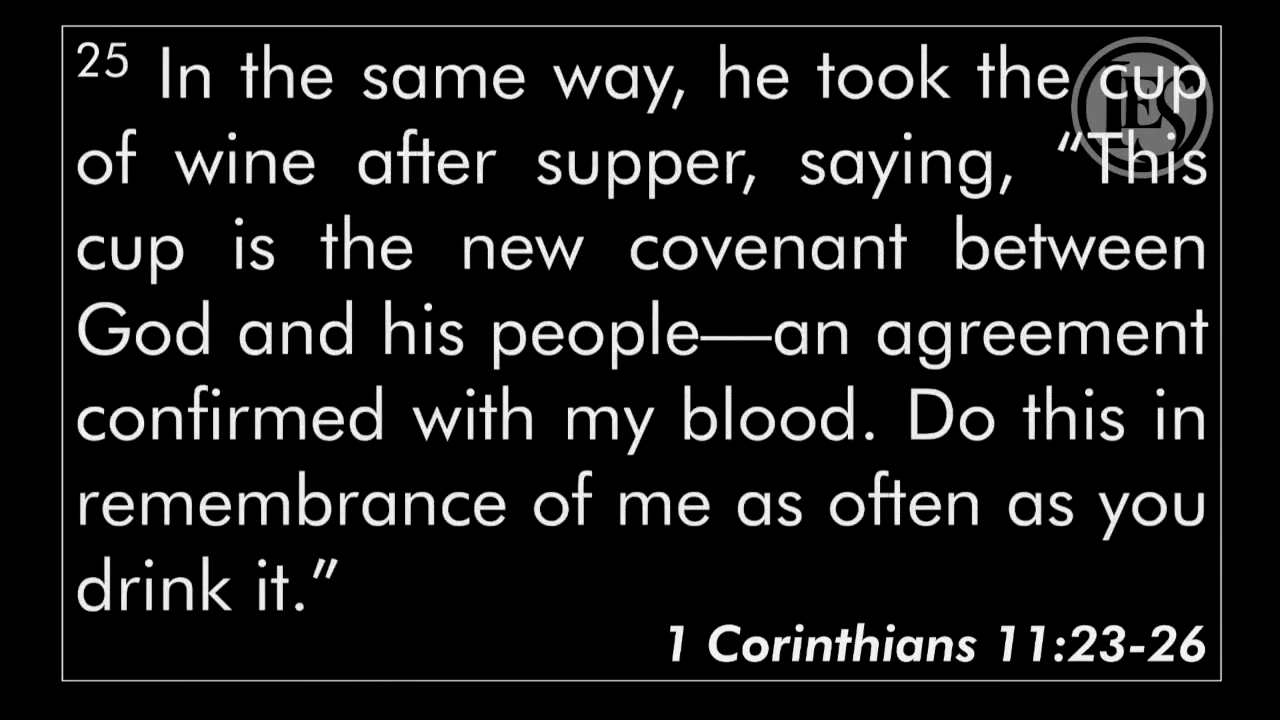 25 In the same way, he took the cup
of wine after supper, saying, “This
cup is the new covenant between
God and his people—an agreement
confirmed with my blood. Do this in
remembrance of me as often as you
drink it.”
1 Corinthians 11:23-26